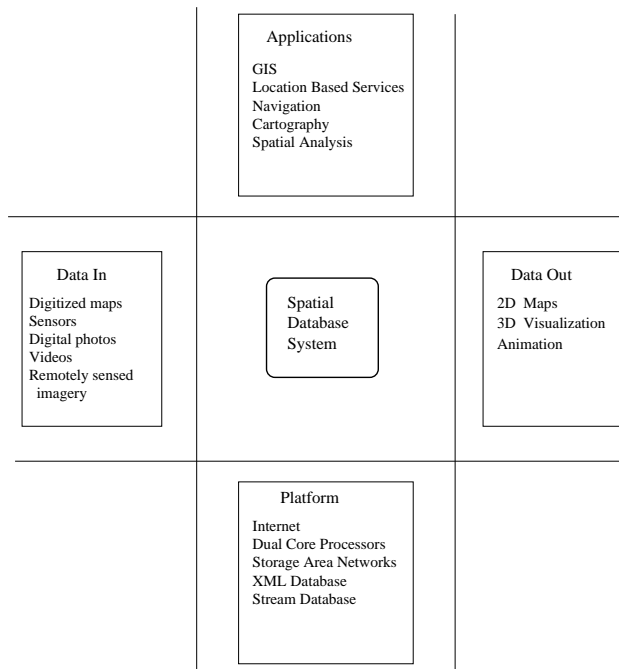 Applications
GIS
Location Based Services
Navigation
Cartography
Spatial Analysis
Data In
Digitized maps
Sensors
Digital photos
Videos
Remotely sensed
imagery
Spatial
Database
System
Data Out
2D Maps
3D Visualization
Animation
Platform
Internet
Dual Core Processors
Storage Area Networks
XML Database
Stream Database